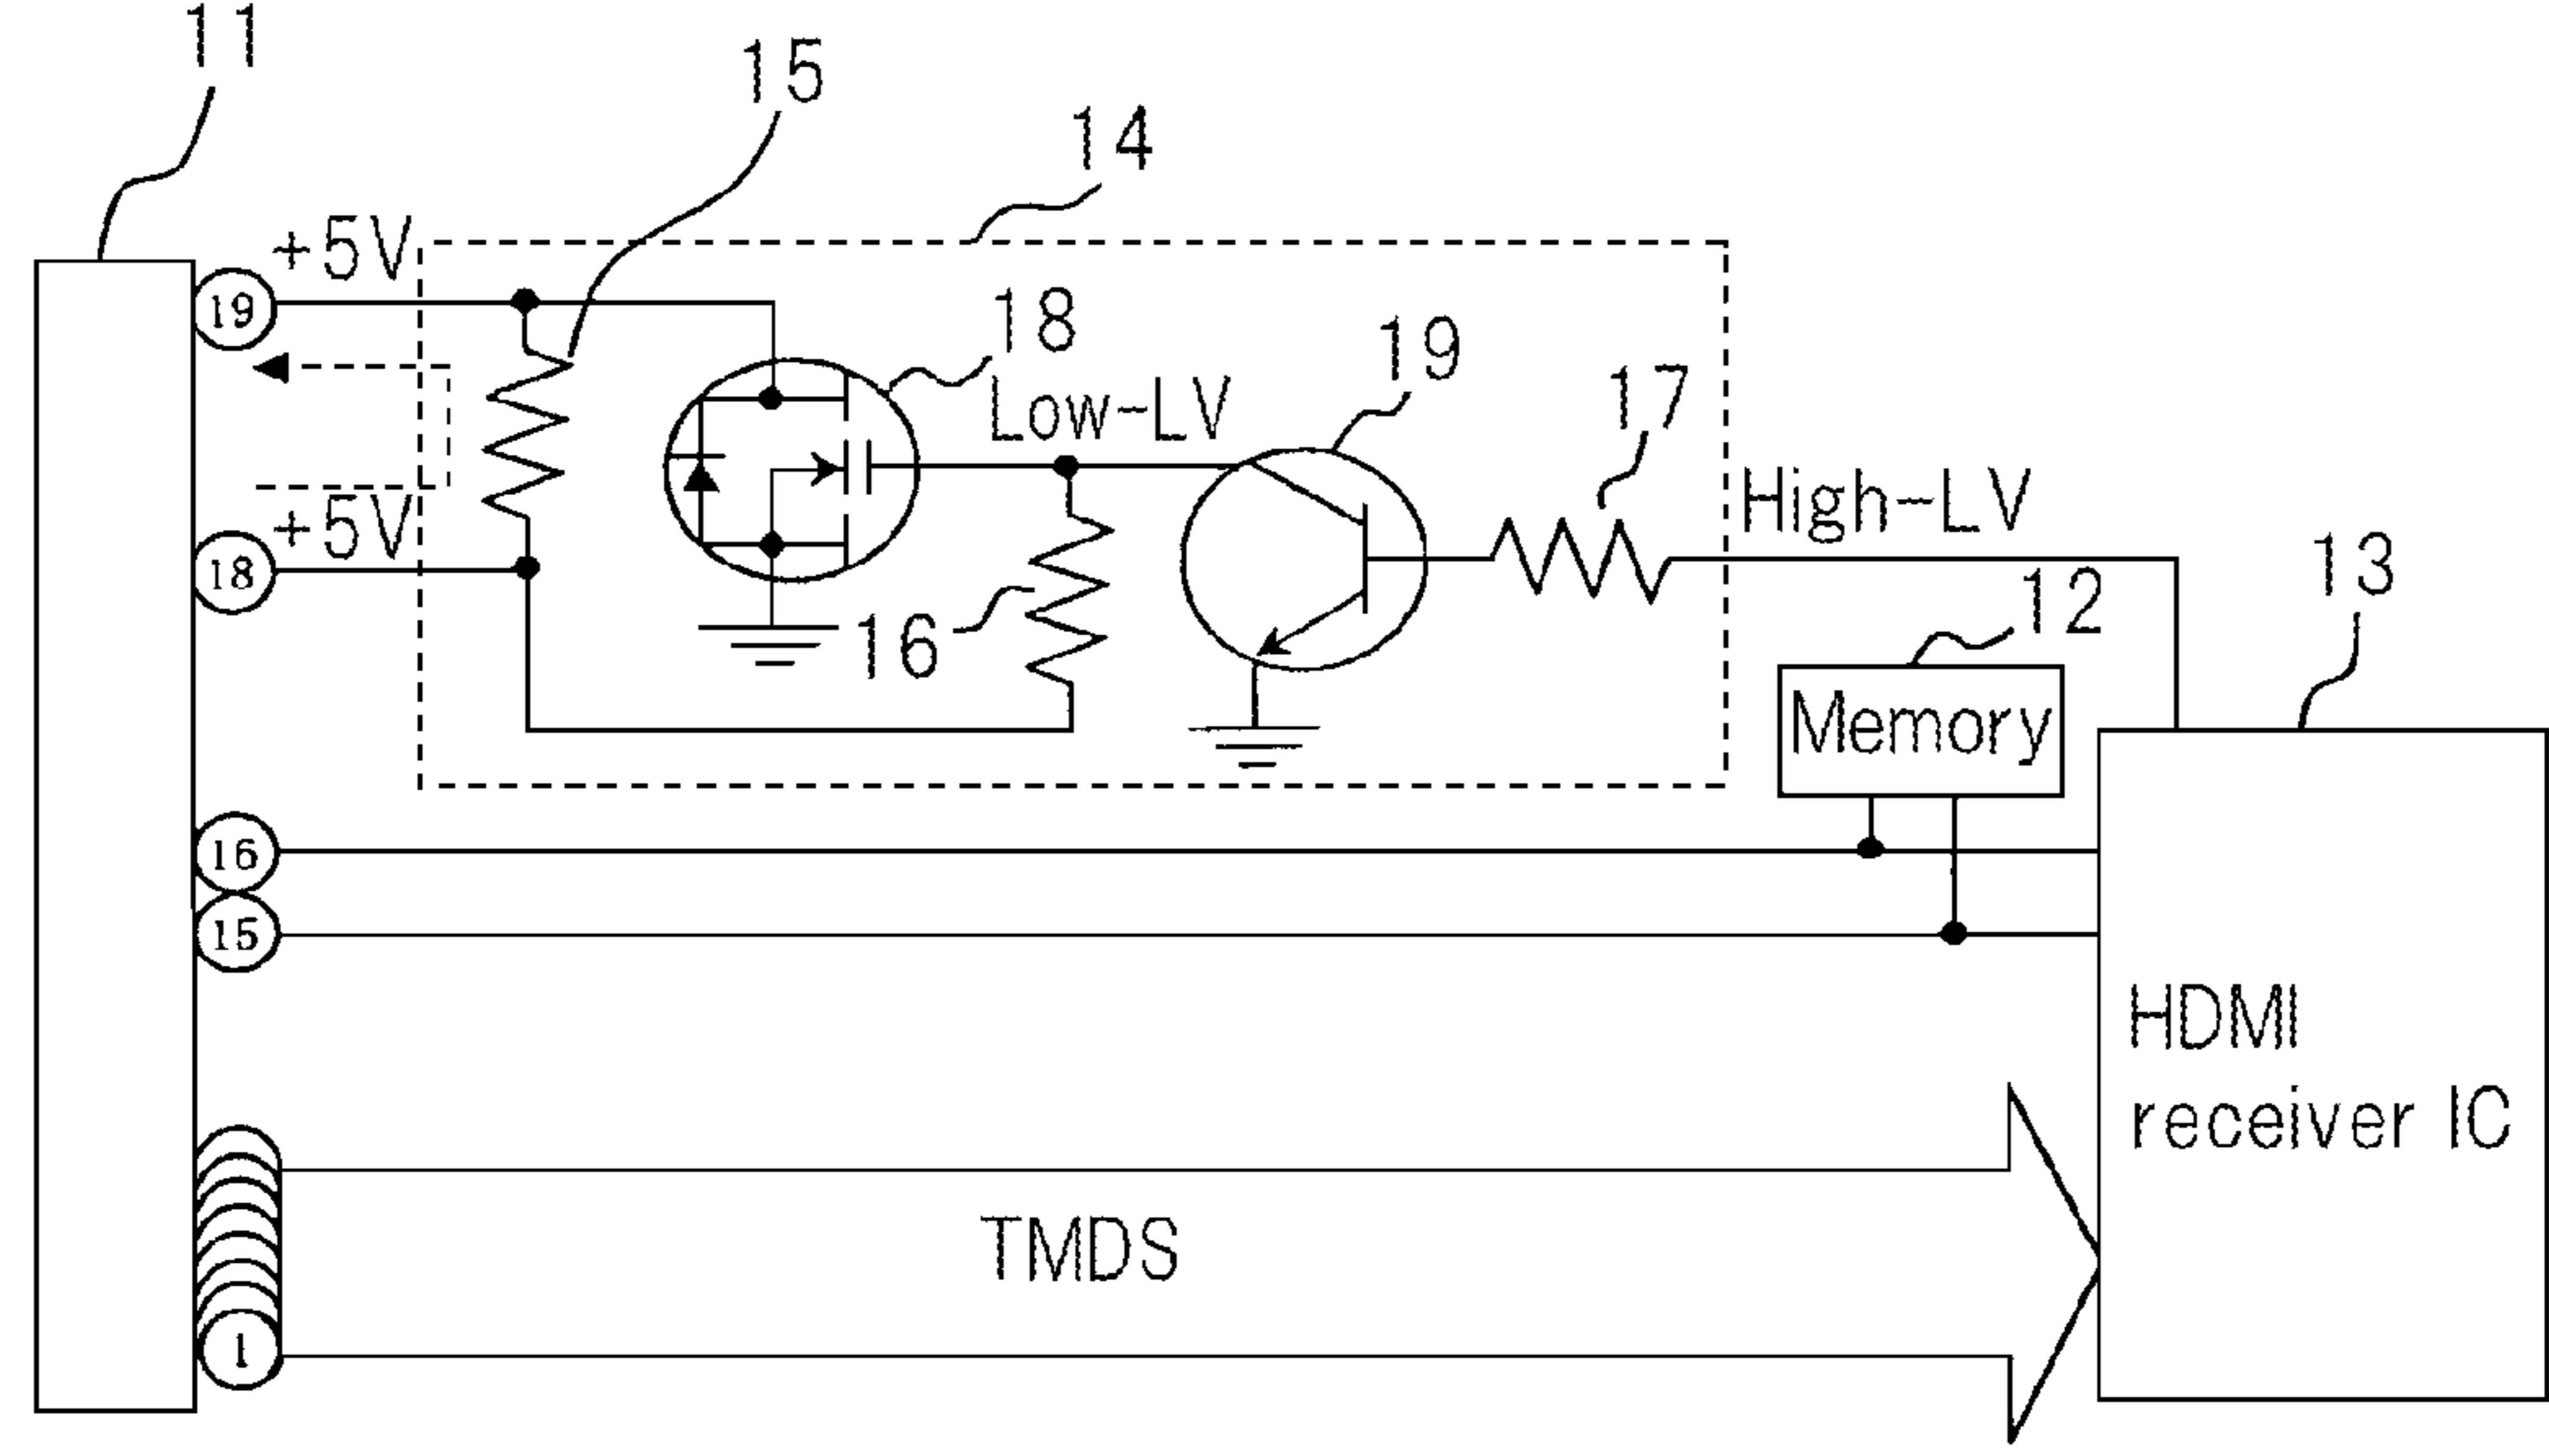 11
15
14
+5V
19
18
Low-LV
19
17
High-LV
+5V
18
16
12
13
Memory
16
15
HDMI
receiver IC
TMDS
1